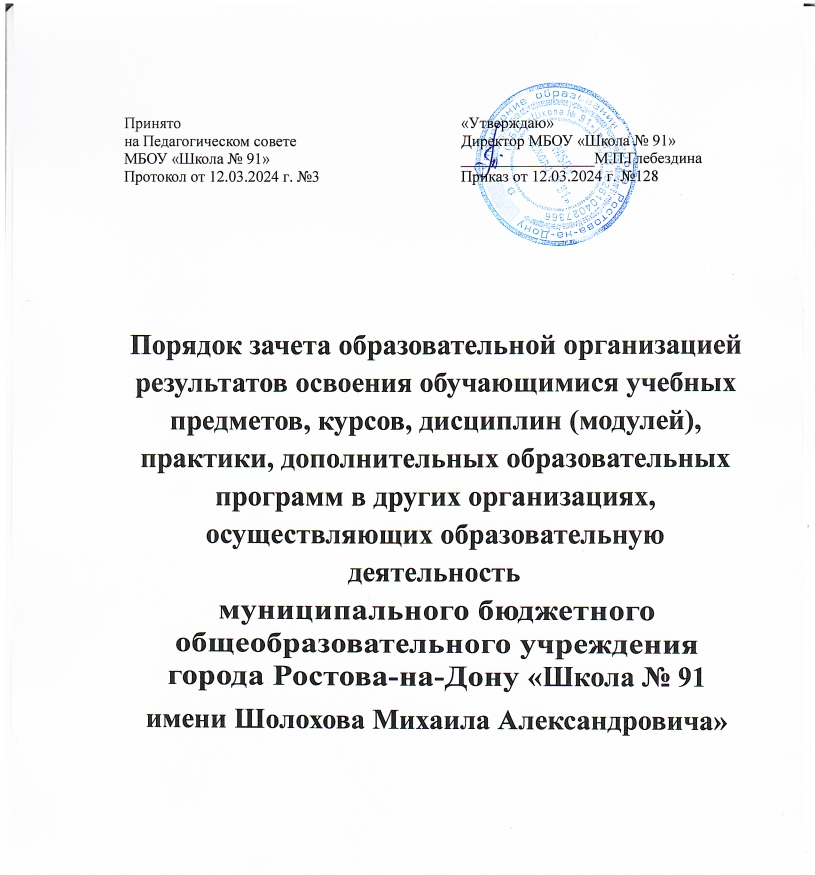 Принято
на Педагогическом совете
МБОУ «Школа № 91»
Протокол от 12.03.2024 г. №3
«Утверждаю»
Директор МБОУ «Школа № 91»
М.П.Глебездина
Приказ от 12.03.2024 г. №128
Порядок зачета образовательной организацией
результатов освоения обучающимися учебных
предметов, курсов, дисциплин (модулей),
практики, дополнительных образовательных
программ в других организациях,
осуществляющих образовательную
деятельность
муниципального бюджетного
общеобразовательного учреждения
города Ростова-на-Дону «Школа № 91
имени Шолохова Михаила Александровича»